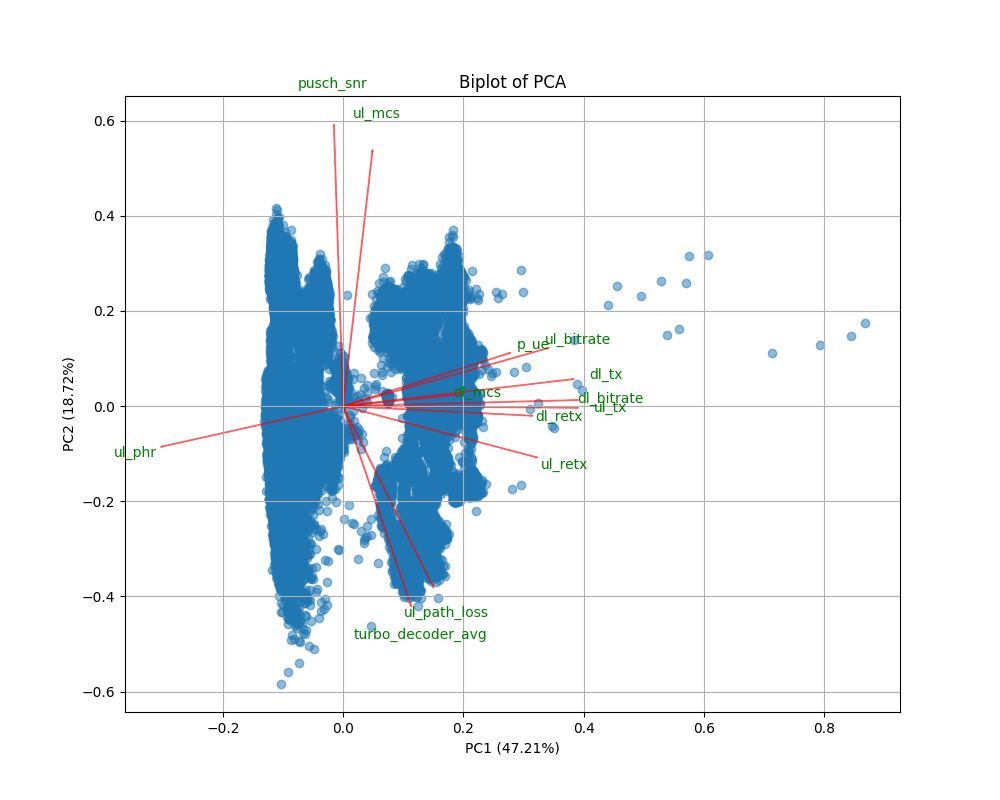 pusch_snr
Biplot of PCA
ul_mcs
0.6
0.4
0.2
ul_bitrate
p_ue
dl_tx
dl_mcs
dl_bitrate
0.0
ul_tx
dl_retx
ul_phr
ul_retx
PC2 (18.72%)
−0.2
−0.4
ul_path_loss
turbo_decoder_avg
−0.6
−0.2 0.0 0.2 0.4 0.6 0.8
PC1 (47.21%)